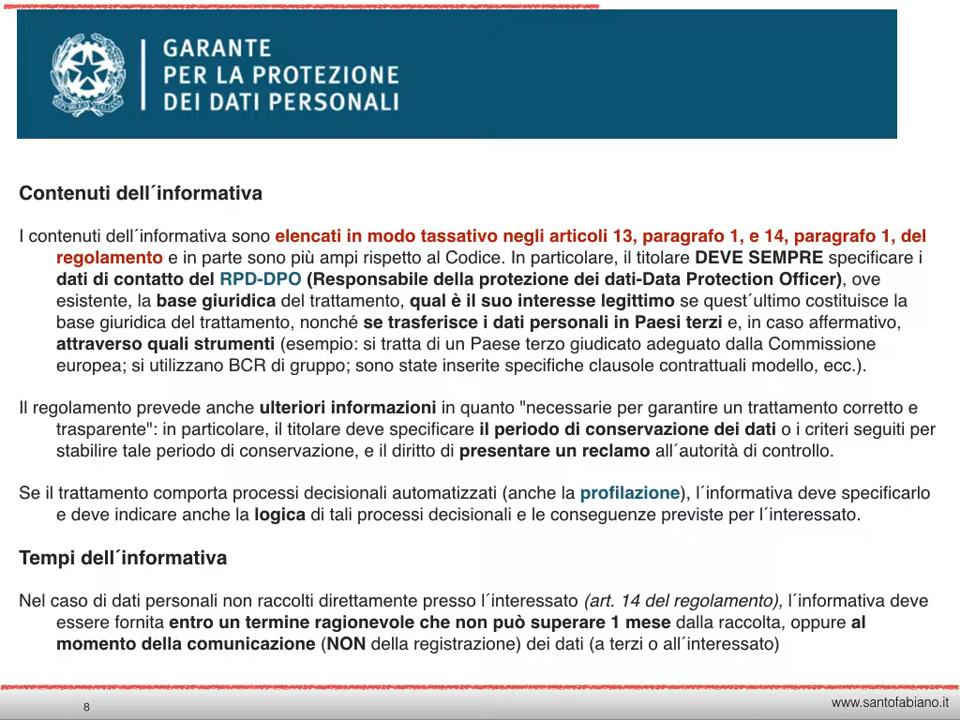 GARANTE
PER LA PROTEZIONE
DEI DATI PERSONALI
Contenuti dell´informativa
I contenuti dell´informativa sono elencati in modo tassativo negli articoli 13, paragrafo 1, e 14, paragrafo 1, del
regolamento e in parte sono più ampi rispetto al Codice. In particolare, il titolare DEVE SEMPRE specificare i
dati di contatto del RPD-DPO (Responsabile della protezione dei dati-Data Protection Officer), ove
esistente, la base giuridica del trattamento, qual è il suo interesse legittimo se quest´ultimo costituisce la
base giuridica del trattamento, nonché se trasferisce i dati personali in Paesi terzi e, in caso affermativo,
attraverso quali strumenti (esempio: si tratta di un Paese terzo giudicato adeguato dalla Commissione
europea; si utilizzano BCR di gruppo; sono state inserite specifiche clausole contrattuali modello, ecc.).
Il regolamento prevede anche ulteriori informazioni in quanto "necessarie per garantire un trattamento corretto e
trasparente": in particolare, il titolare deve specificare il periodo di conservazione dei dati o i criteri seguiti per
stabilire tale periodo di conservazione, e il diritto di presentare un reclamo all´autorità di controllo.
Se il trattamento comporta processi decisionali automatizzati (anche la profilazione), l´informativa deve specificarlo
e deve indicare anche la logica di tali processi decisionali e le conseguenze previste per l´interessato.
Tempi dell´informativa
Nel caso di dati personali non raccolti direttamente presso l´interessato (art. 14 del regolamento), l´informativa deve
essere fornita entro un termine ragionevole che non può superare 1 mese dalla raccolta, oppure al
momento della comunicazione (NON della registrazione) dei dati (a terzi o all´interessato)
8
www.santofabiano.it